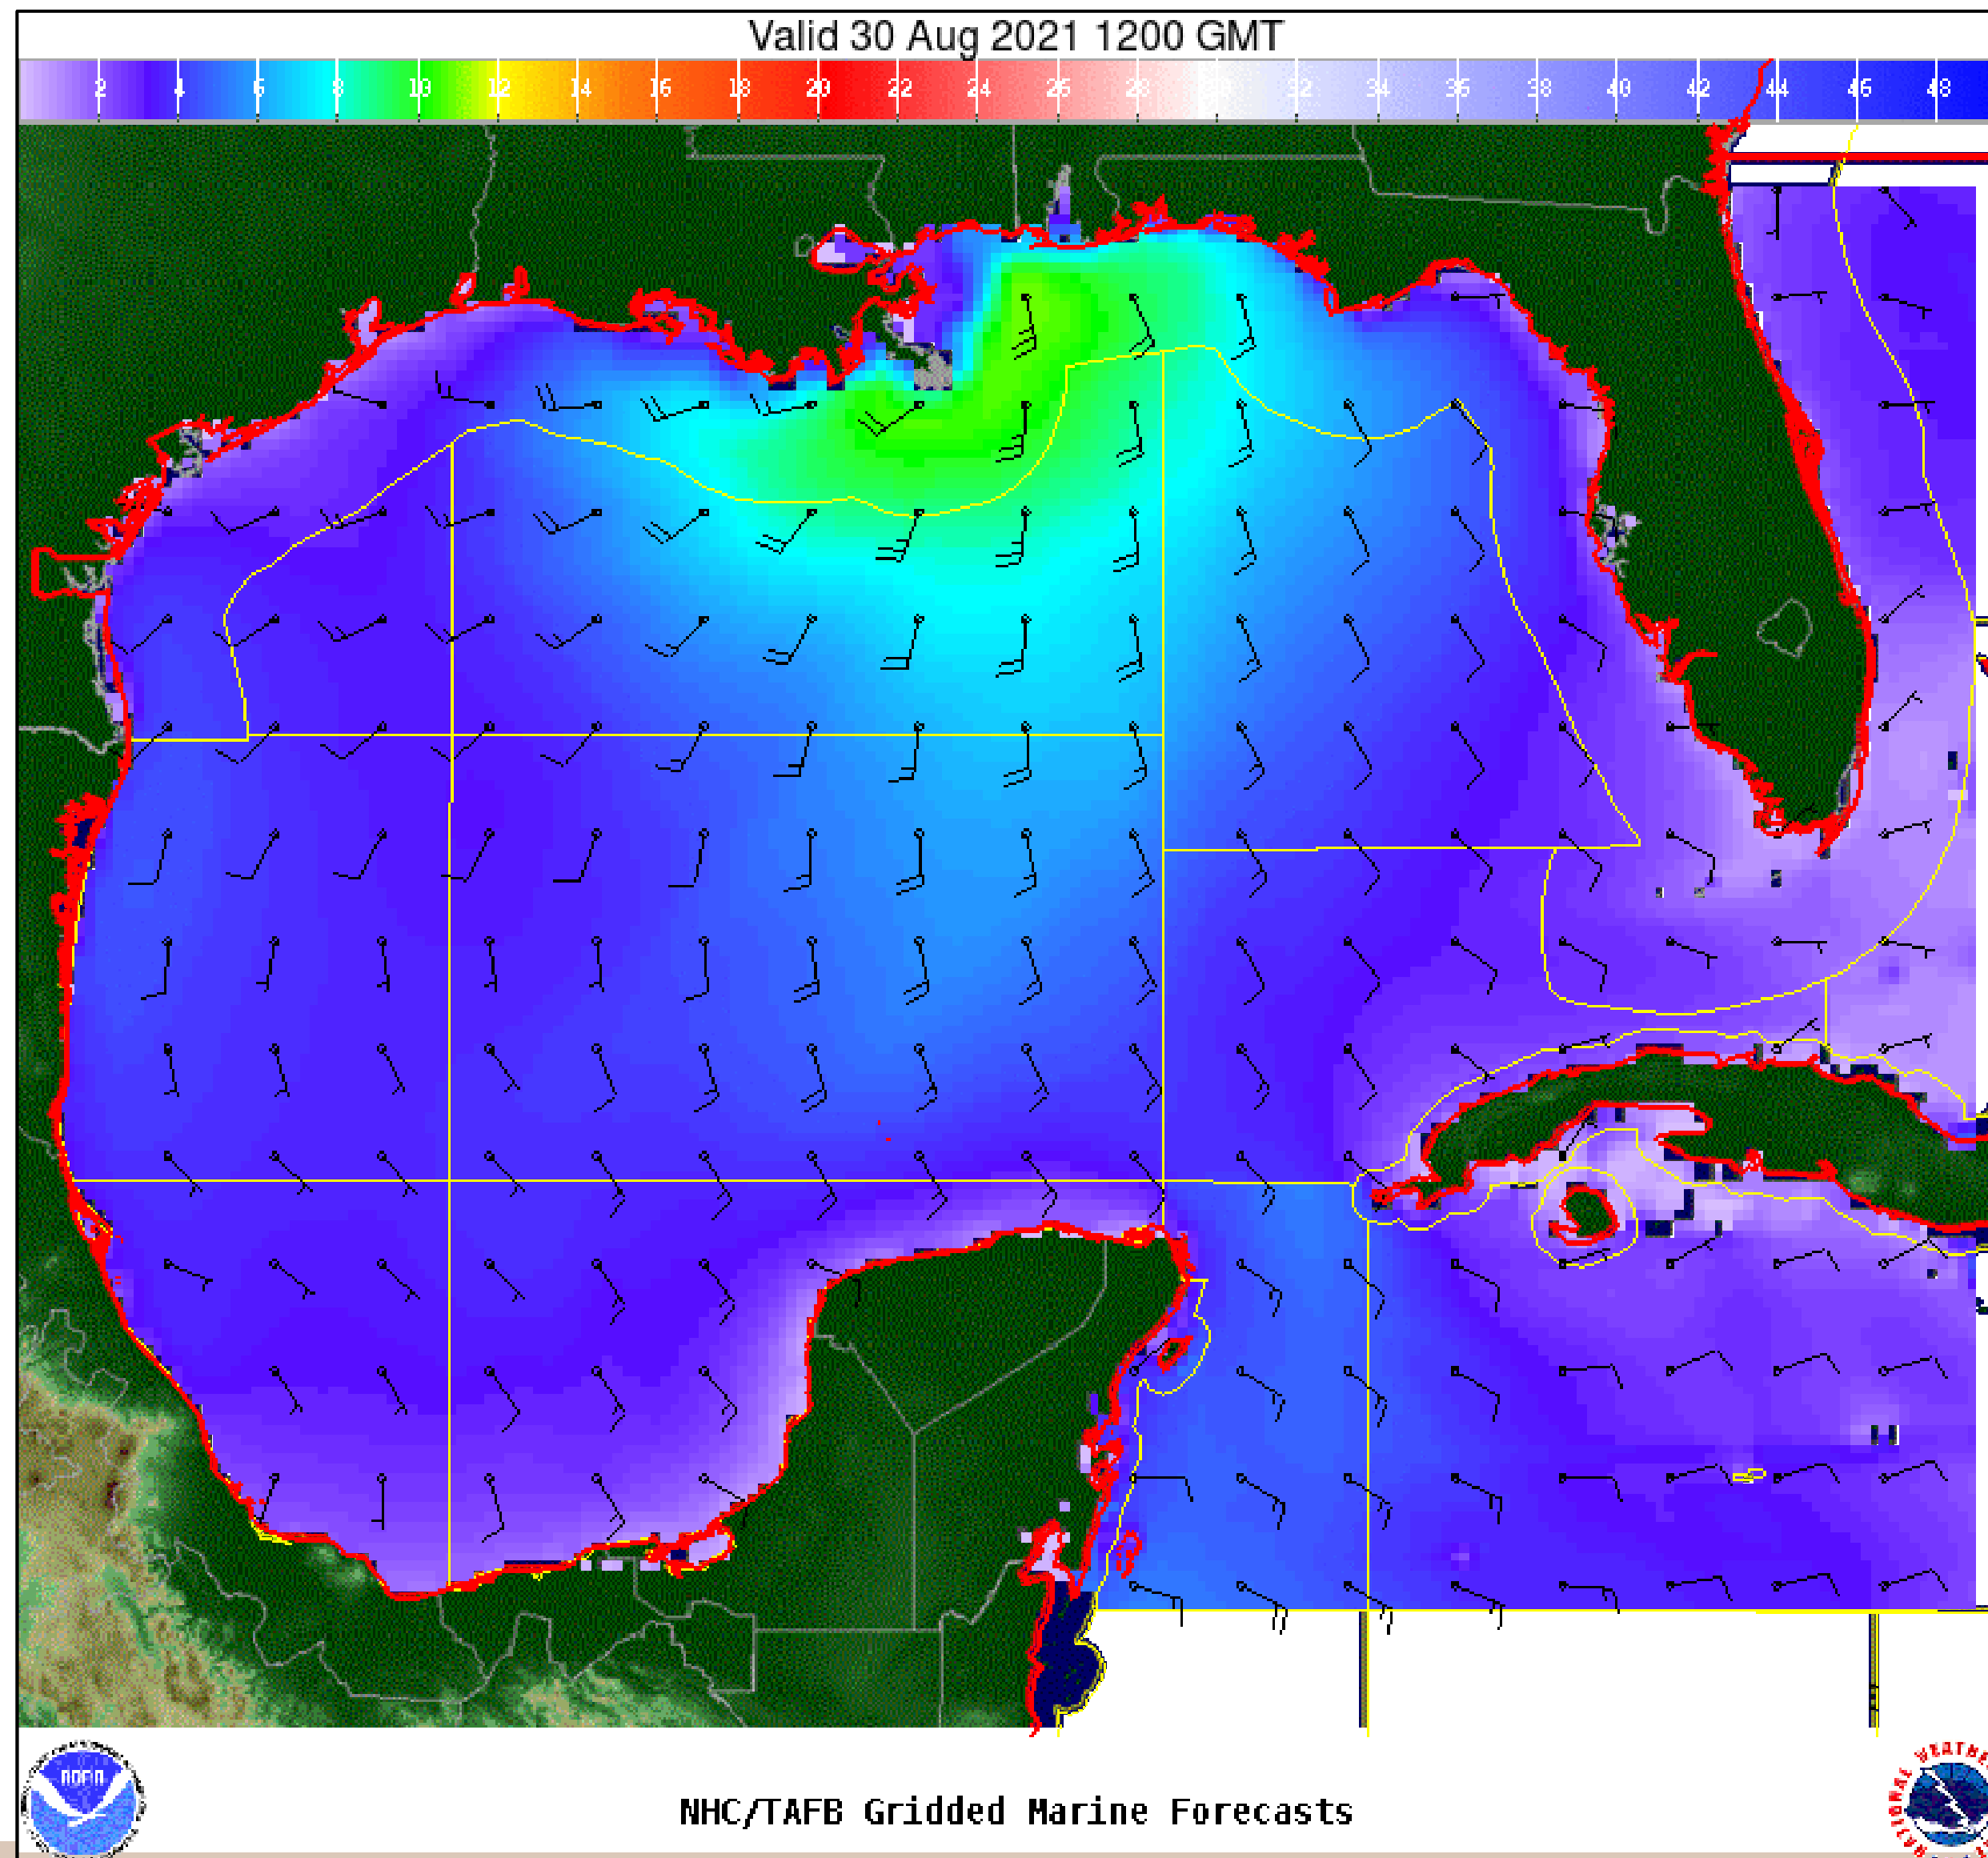 Valid 30 Aug 2021 1200 GMT
2 4 6 8 10 12 14 16 18 20 22 24 26 28 30 32 34 36 38 40 42 44 46 48
NOAA
NHC/TAFB Gridded Marine Forecasts